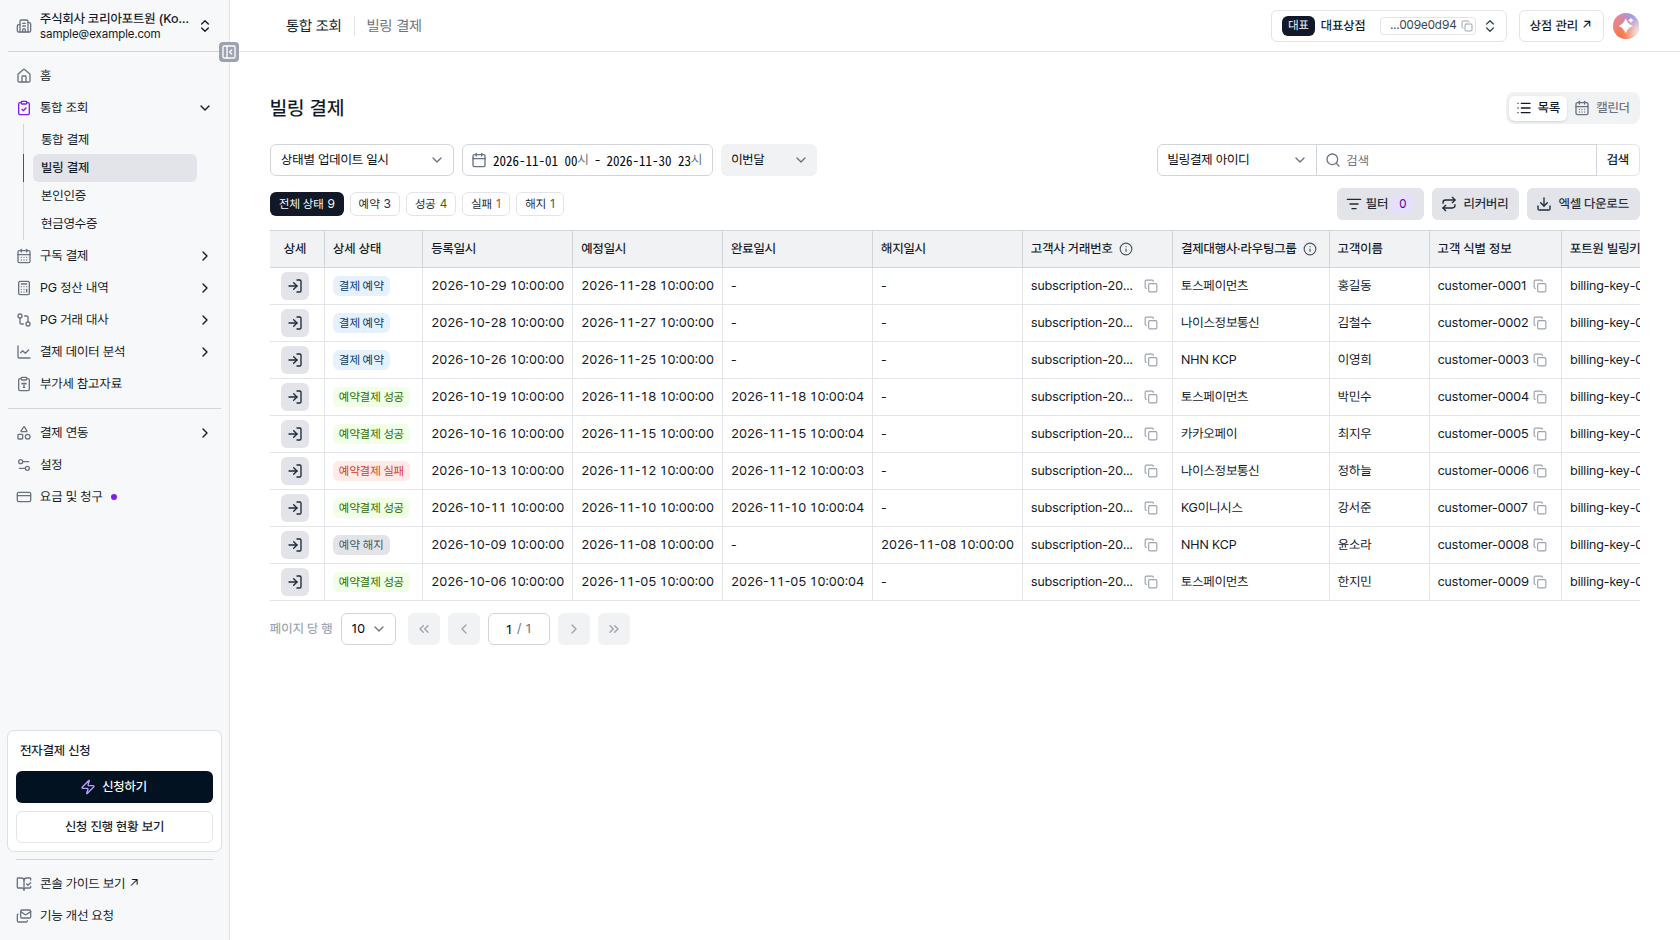 주식회사 코리아포트원 (Ko...
sample@example.com
홈
통합 조회
통합 결제
빌링 결제
본인인증
현금영수증
구독 결제
PG 정산 내역
PG 거래 대사
결제 데이터 분석
부가세 참고자료
결제 연동
설정
요금 및 청구
전자결제 신청
신청하기
신청 진행 현황 보기
콘솔 가이드 보기
기능 개선 요청
통합 조회 빌링 결제
대표 대표상점 ...009e0d94 상점 관리
빌링 결제
목록 캘린더
상태별 업데이트 일시 2026-11-01 00시 - 2026-11-30 23시 이번달 빌링결제 아이디 검색 검색
전체 상태 9 예약 3 성공 4 실패 1 해지 1 필터 0 리커버리 엑셀 다운로드
상세 상세 상태 등록일시 예정일시 완료일시 해지일시 고객사 거래번호 결제대행사·라우팅그룹 고객이름 고객 식별 정보 포트원 빌링키
결제 예약 2026-10-29 10:00:00 2026-11-28 10:00:00 - - subscription-20... 토스페이먼츠 홍길동 customer-0001 billing-key-0
결제 예약 2026-10-28 10:00:00 2026-11-27 10:00:00 - - subscription-20... 나이스정보통신 김철수 customer-0002 billing-key-0
결제 예약 2026-10-26 10:00:00 2026-11-25 10:00:00 - - subscription-20... NHN KCP 이영희 customer-0003 billing-key-0
예약결제 성공 2026-10-19 10:00:00 2026-11-18 10:00:00 2026-11-18 10:00:04 - subscription-20... 토스페이먼츠 박민수 customer-0004 billing-key-0
예약결제 성공 2026-10-16 10:00:00 2026-11-15 10:00:00 2026-11-15 10:00:04 - subscription-20... 카카오페이 최지우 customer-0005 billing-key-0
예약결제 실패 2026-10-13 10:00:00 2026-11-12 10:00:00 2026-11-12 10:00:03 - subscription-20... 나이스정보통신 정하늘 customer-0006 billing-key-0
예약결제 성공 2026-10-11 10:00:00 2026-11-10 10:00:00 2026-11-10 10:00:04 - subscription-20... KG이니시스 강서준 customer-0007 billing-key-0
예약 해지 2026-10-09 10:00:00 2026-11-08 10:00:00 - 2026-11-08 10:00:00 subscription-20... NHN KCP 윤소라 customer-0008 billing-key-0
예약결제 성공 2026-10-06 10:00:00 2026-11-05 10:00:00 2026-11-05 10:00:04 - subscription-20... 토스페이먼츠 한지민 customer-0009 billing-key-0
페이지 당 행 10 1 / 1